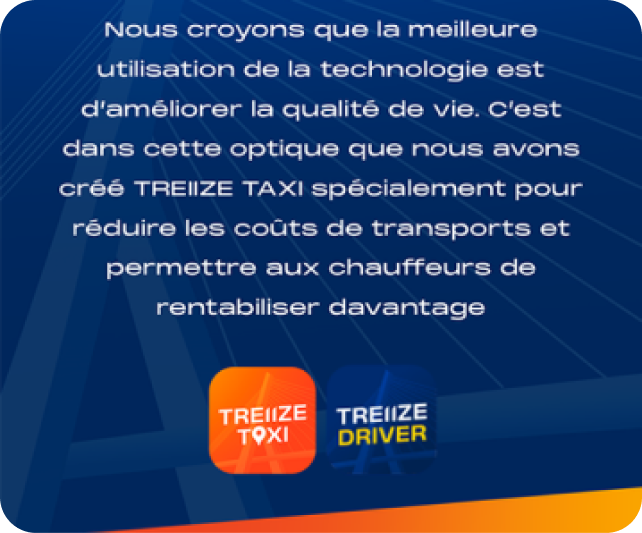 Nous croyons que la meilleure
utilisation de la technologie est
d'améliorer la qualité de vie. C'est
dans cette optique que nous avons
créé TREIIZE TAXI spécialement pour
réduire les coûts de transports et
permettre aux chauffeurs de
rentabiliser davantage
TREIIZE
TAXI
TREIIZE
DRIVER